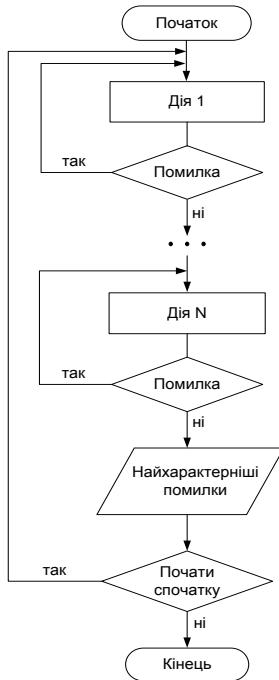 Початок
Дія 1
так
Помилка
ні
• • •
Дія N
так
Помилка
ні
Найхарактерніші
помилки
так
Почати
спочатку
ні
Кінець